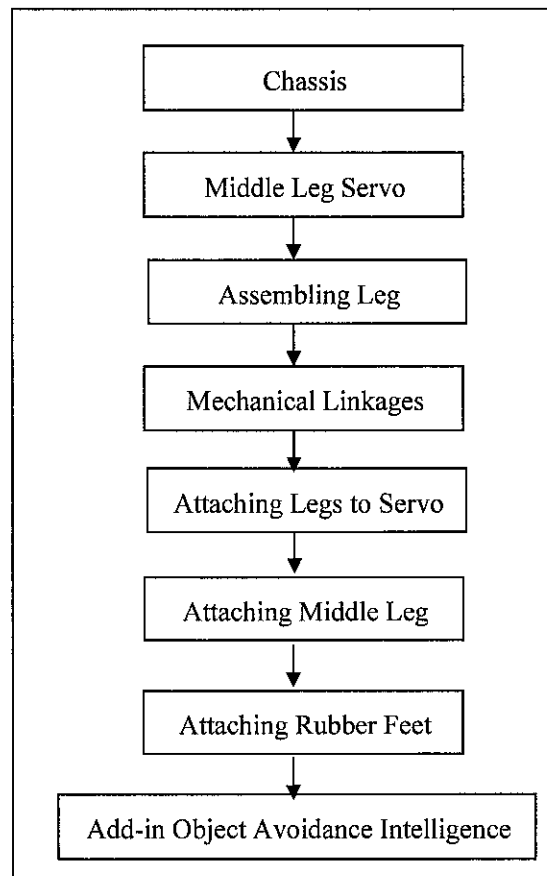 Chassis
Middle Leg Servo
Assembling Leg
Mechanical Linkages
Attaching Legs to Servo
Attaching Middle Leg
Attaching Rubber Feet
Add-in Object Avoidance Intelligence